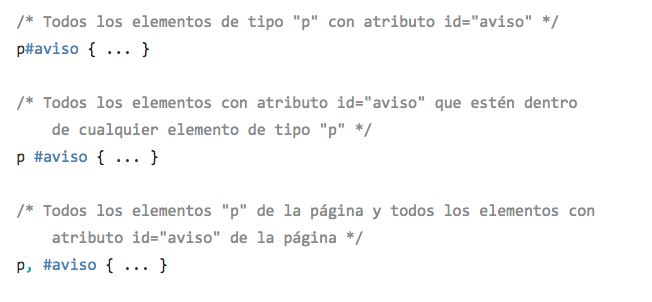 /* Todos los elementos de tipo "p" con atributo id="aviso" */
p#aviso { ... }
/* Todos los elementos con atributo id="aviso" que estén dentro
de cualquier elemento de tipo "p" */
p #aviso { ... }
/* Todos los elementos "p" de la página y todos los elementos con
atributo id="aviso" de la página */
p, #aviso { ... }